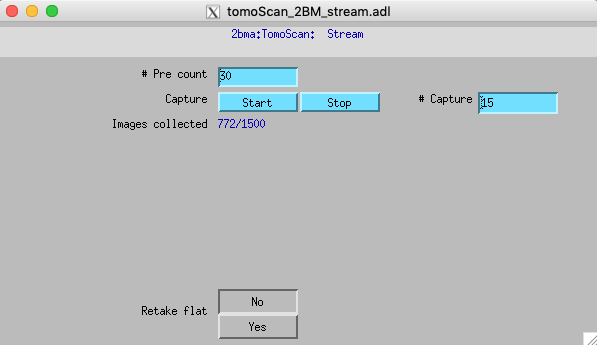 tomoScan_2BM_stream.adl
2bma:TomoScan: Stream
# Pre count 30
Capture Start Stop # Capture 15
Images collected 772/1500
No
Retake flat
Yes